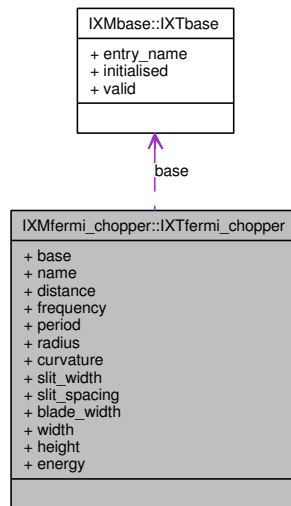 IXMbase::IXTbase
+ entry_name
+ initialised
+ valid
base
IXMfermi_chopper::IXTfermi_chopper
+ base
+ name
+ distance
+ frequency
+ period
+ radius
+ curvature
+ slit_width
+ slit_spacing
+ blade_width
+ width
+ height
+ energy